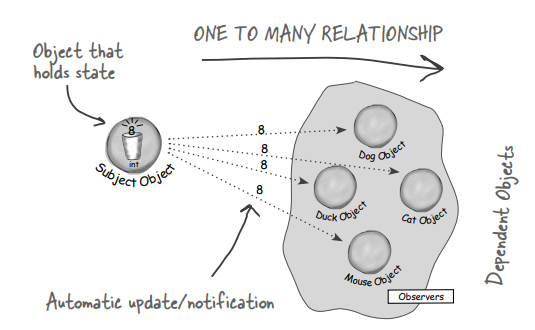 ONE TO MANY RELATIONSHIP
Object that
holds state
8
int
Subject Object
8
8
8
8
Dog Object
Duck Object
Cat Object
Mouse Object
Observers
Dependent Objects
Automatic update/notification